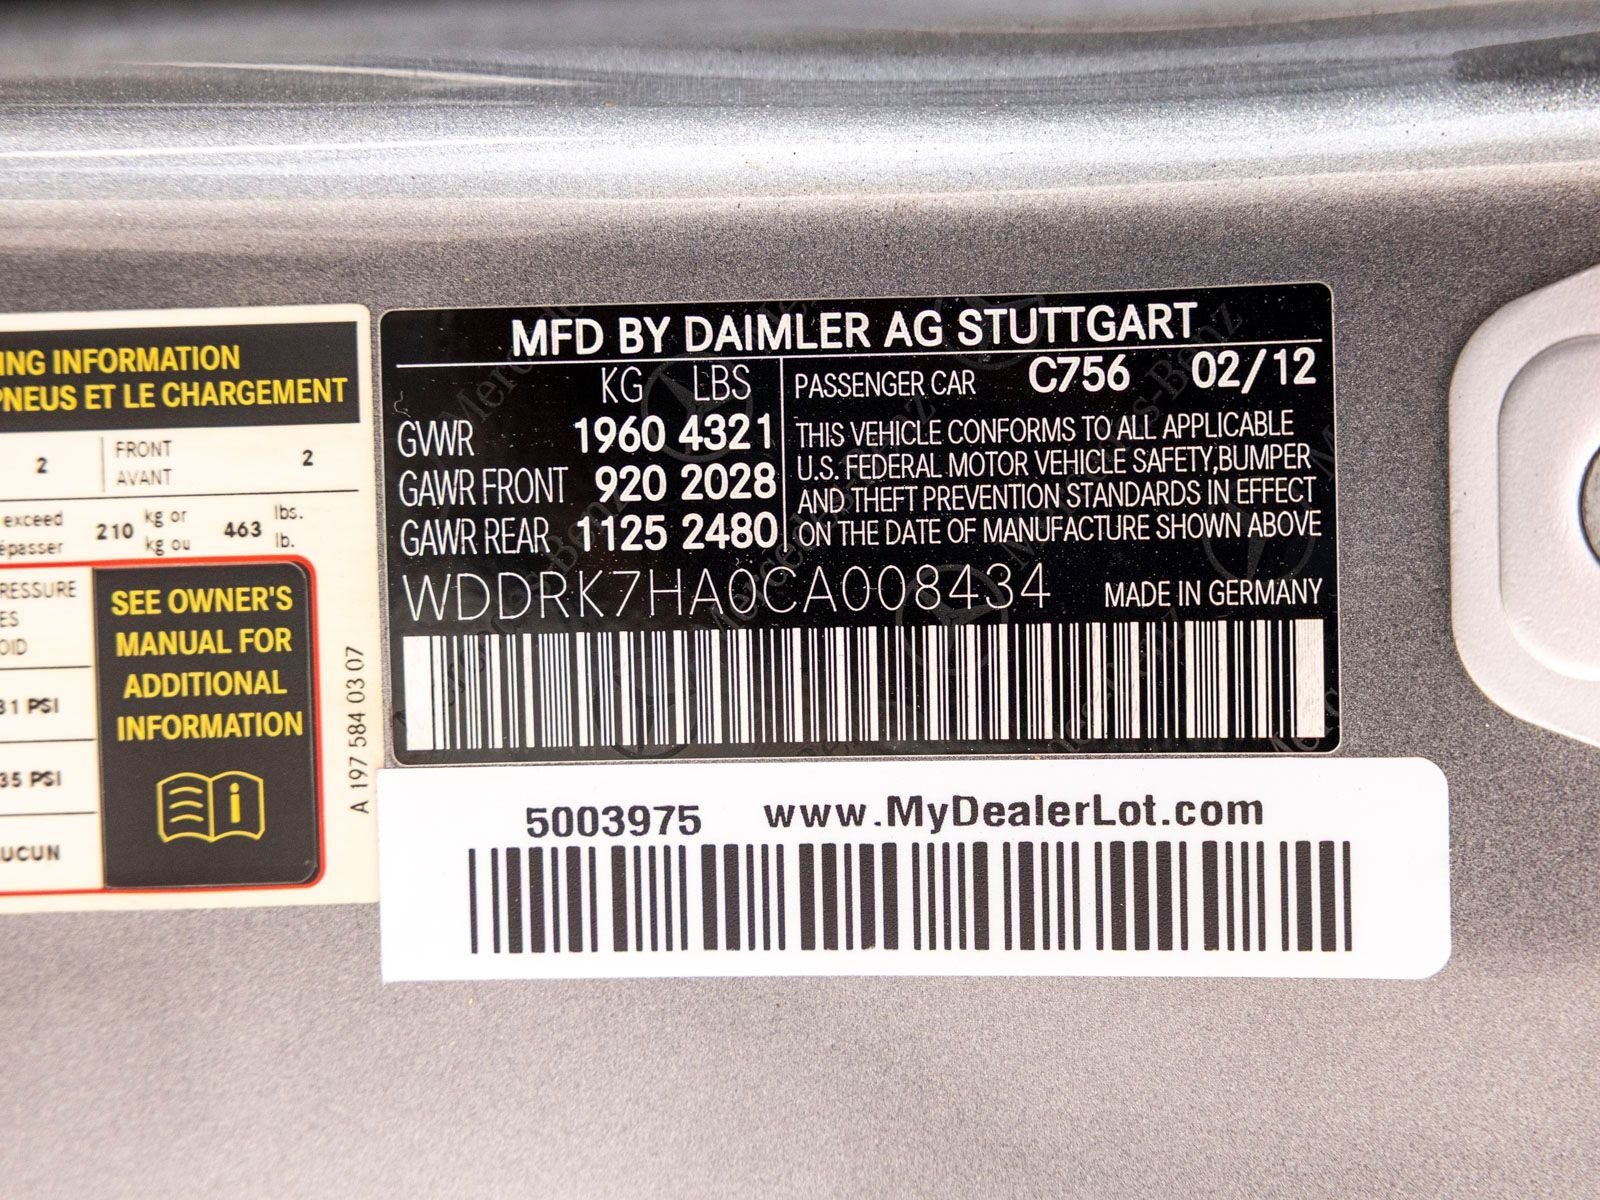 ING INFORMATION
PNEUS ET LE CHARGEMENT
2 FRONT AVANT 2
exceed 210 kg or 463 lbs.
épasser kg ou lb.
RESSURE
ES
OID
31 PSI
35 PSI
UCUN
SEE OWNER'S
MANUAL FOR
ADDITIONAL
INFORMATION
i
A 197 584 03 07
MFD BY DAIMLER AG STUTTGART
KG LBS
GVWR 1960 4321
GAWR FRONT 920 2028
GAWR REAR 1125 2480
PASSENGER CAR C756 02/12
THIS VEHICLE CONFORMS TO ALL APPLICABLE
U.S. FEDERAL MOTOR VEHICLE SAFETY,BUMPER
AND THEFT PREVENTION STANDARDS IN EFFECT
ON THE DATE OF MANUFACTURE SHOWN ABOVE
WDDRK7HA0CA008434 MADE IN GERMANY
5003975 www.MyDealerLot.com